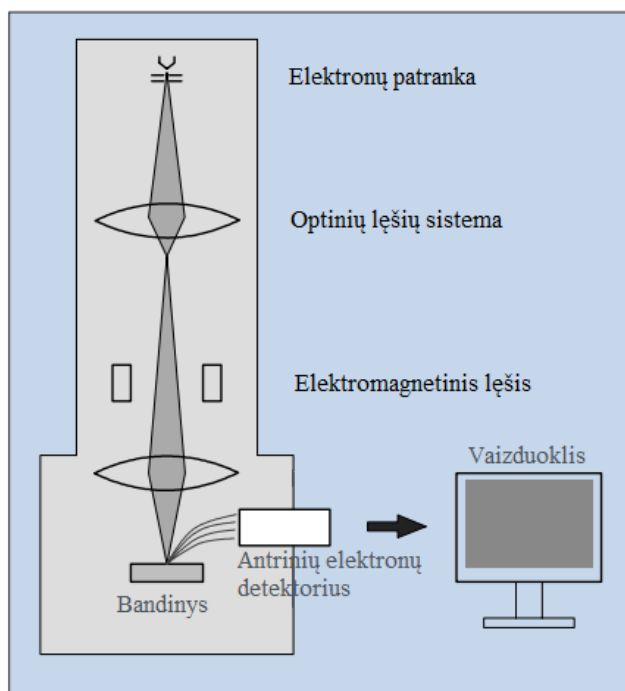 Elektronų patranka
Optinių lęšių sistema
Elektromagnetinis lęšis
Vaizduoklis
Antrinių elektronų
detektorius
Bandinys